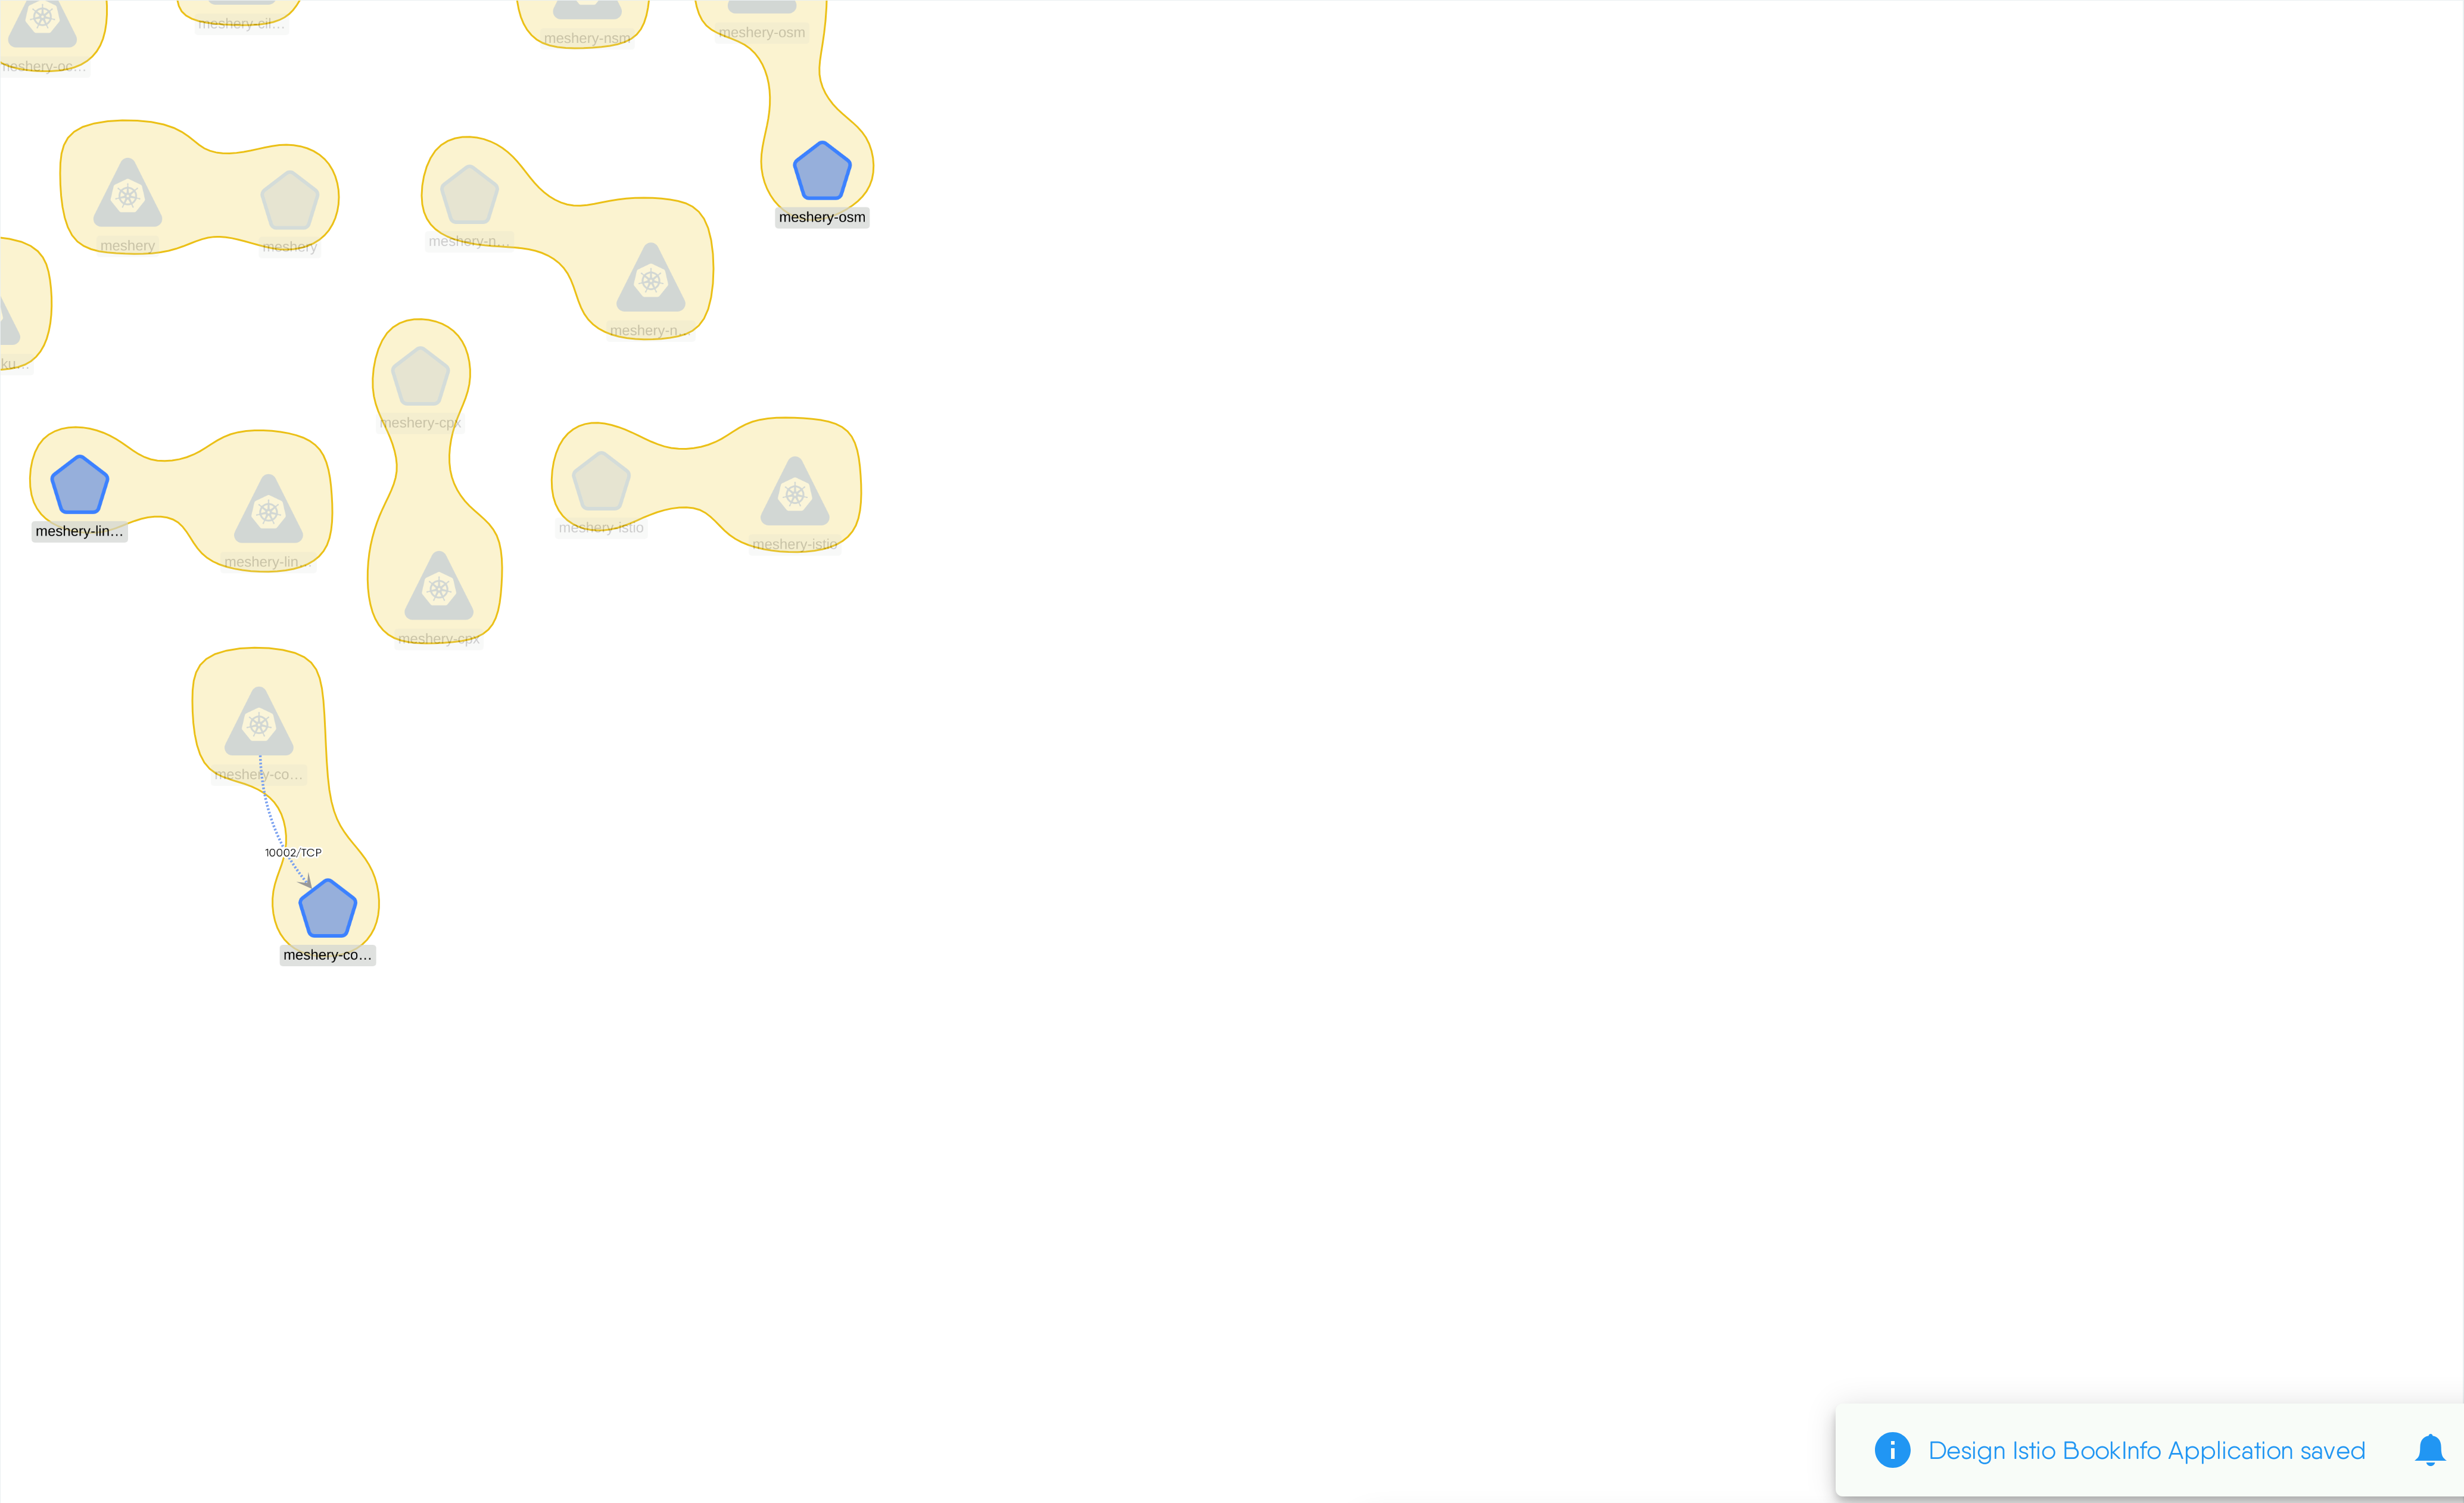 meshery-cil...
meshery-nsm
meshery-osm
meshery-oc...
meshery-osm
meshery
meshery
meshery-n...
meshery-n...
ku...
meshery-cpx
meshery-lin...
meshery-lin...
meshery-istio
meshery-istio
meshery-cpx
meshery-co...
10002/TCP
meshery-co...
Design Istio BookInfo Application saved